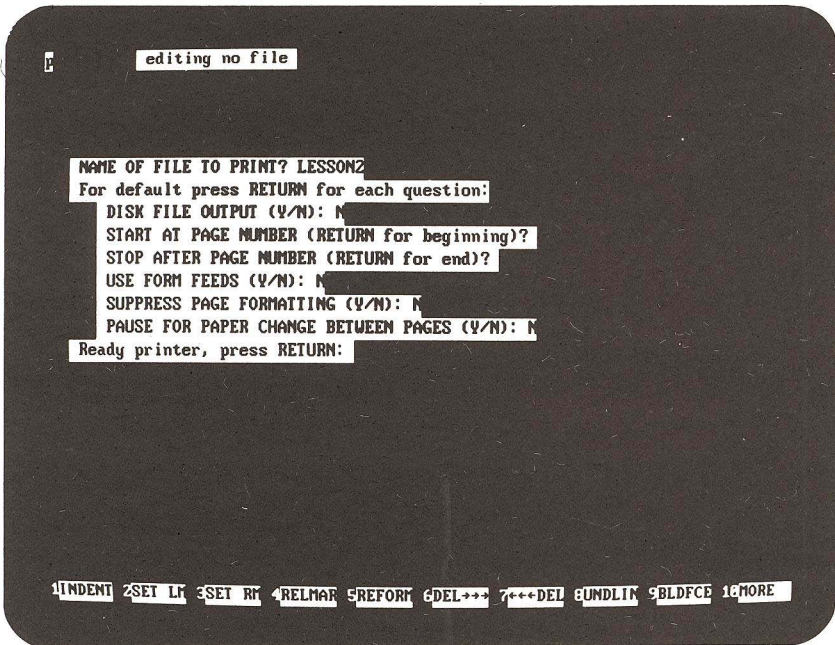 P editing no file
NAME OF FILE TO PRINT? LESSON2
For default press RETURN for each question:
DISK FILE OUTPUT (Y/N): N
START AT PAGE NUMBER (RETURN for beginning)?
STOP AFTER PAGE NUMBER (RETURN for end)?
USE FORM FEEDS (Y/N): N
SUPPRESS PAGE FORMATTING (Y/N): N
PAUSE FOR PAPER CHANGE BETWEEN PAGES (Y/N): N
Ready printer, press RETURN:
1INDENT 2SET LM 3SET RM 4RELMAR 5REFORM 6DEL→→→ 7←←←DEL 8UNDLIN 9BLDFCE 10MORE